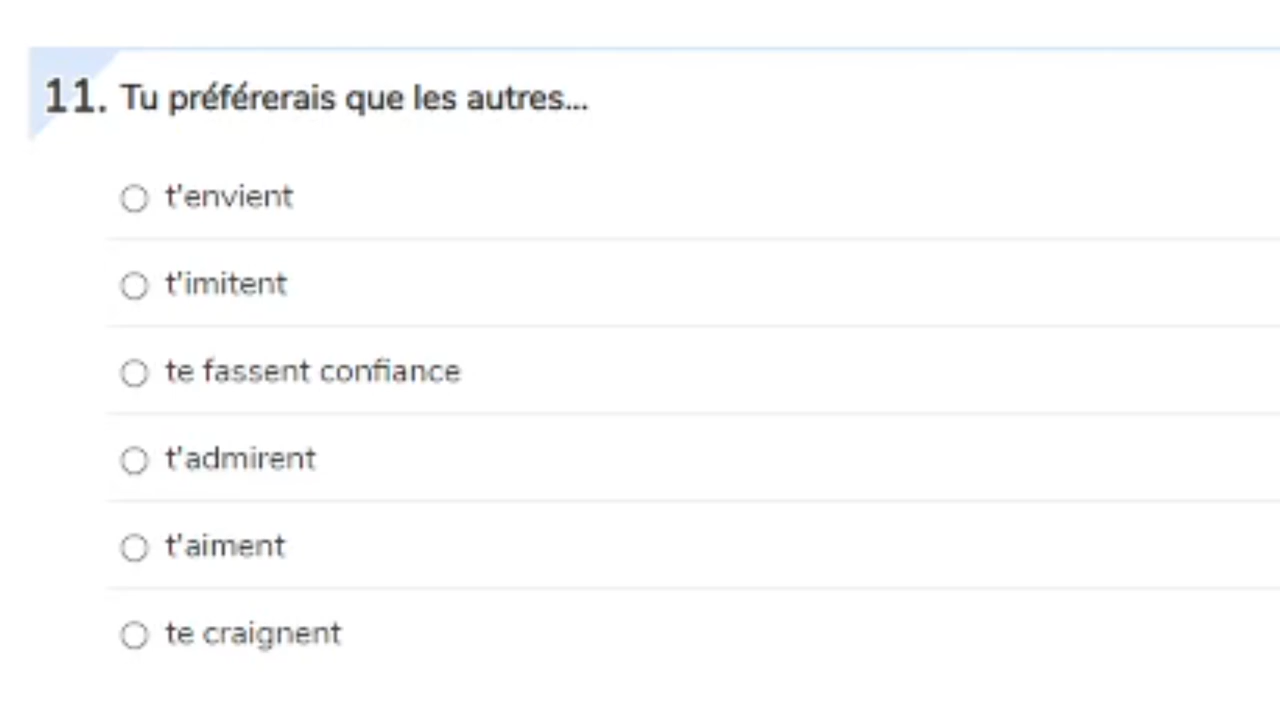 11. Tu préférerais que les autres...
t'envient
t'imitent
te fassent confiance
t'admirent
t'aiment
te craignent